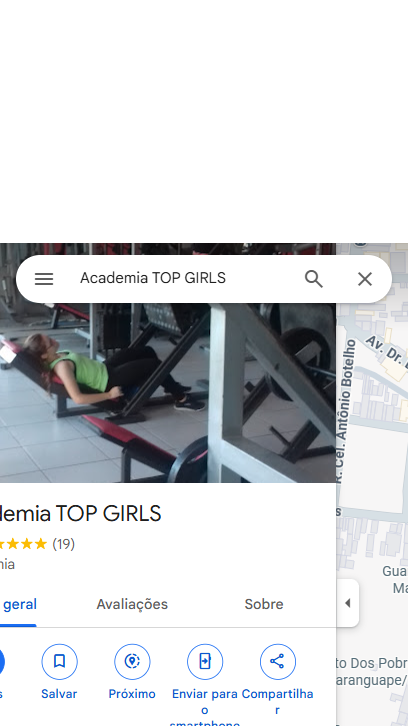 Academia TOP GIRLS
demia TOP GIRLS
(19)
nia
geral
Avaliações
Sobre
s
Salvar
Próximo
Enviar para o smartphone
Compartilhar
Av. Dr.
R. Cel. Antônio Botelho
s
Gua
Ma
to Dos Pobr
aranguape/